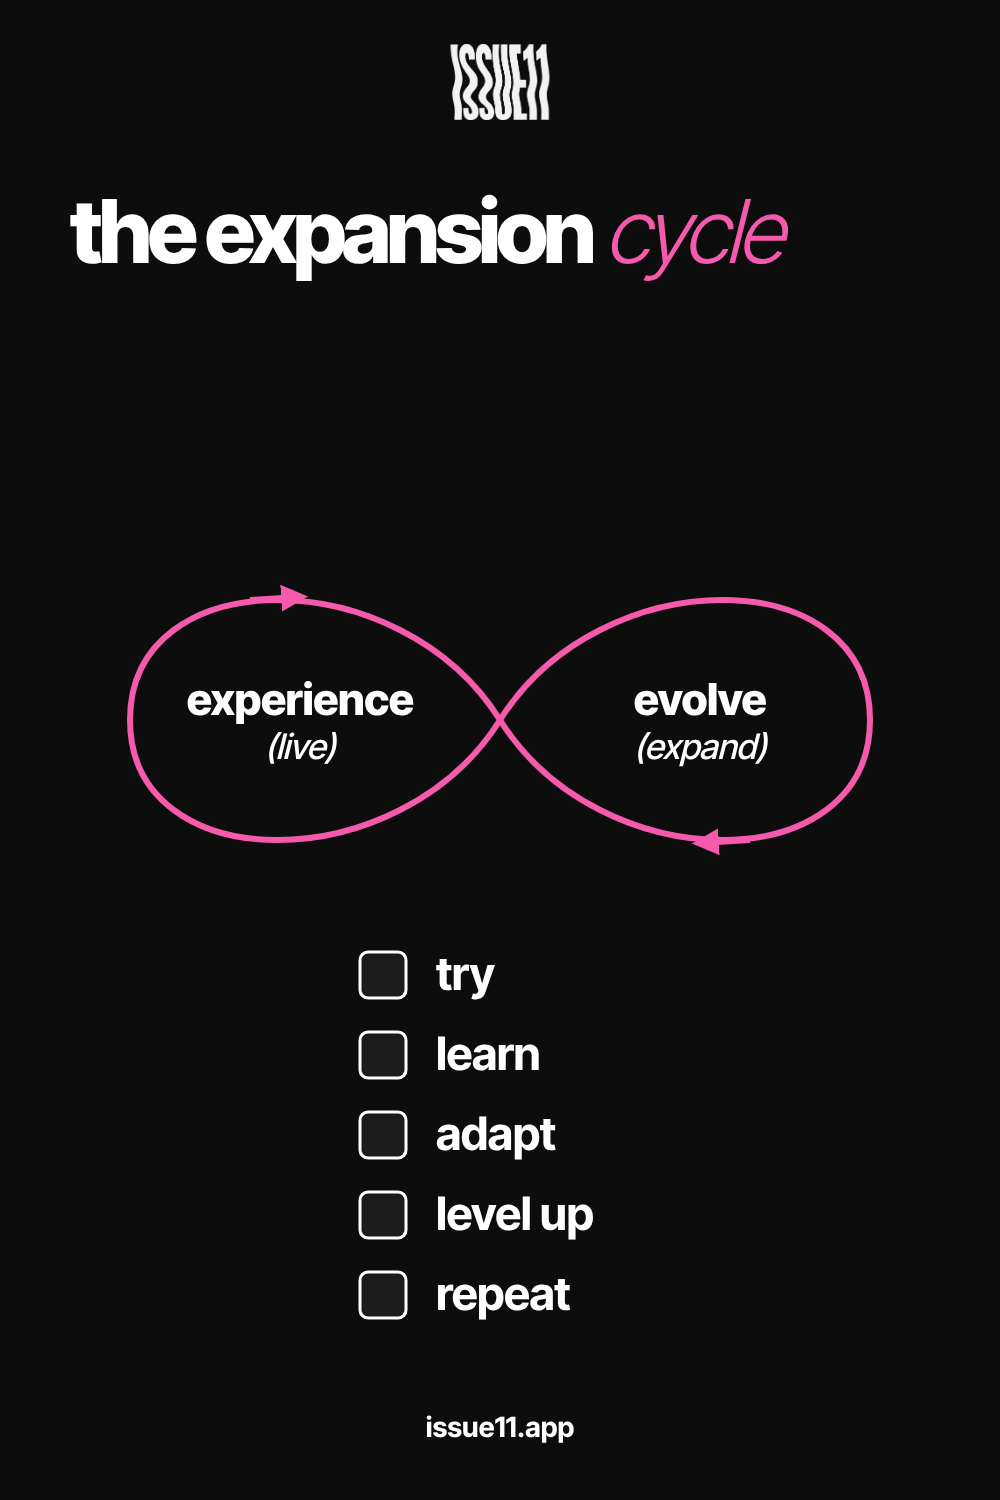 ISSUE11
the expansion cycle
experience
(live)
evolve
(expand)
try
learn
adapt
level up
repeat
issue11.app